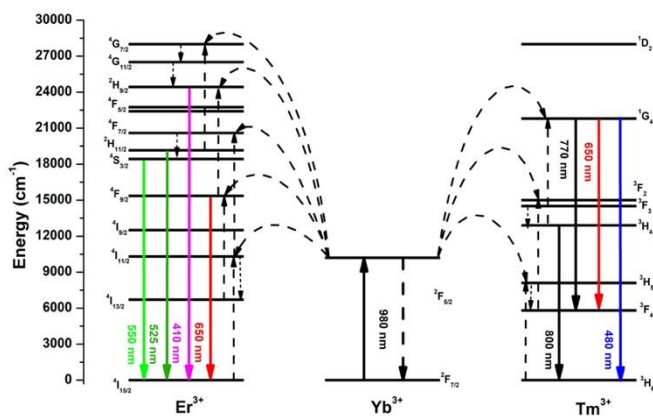 Energy (cm⁻¹)
30000
27000
24000
21000
18000
15000
12000
9000
6000
3000
0
⁴G₇/₂
⁴G₁₁/₂
²H₉/₂
⁴F₅/₂
⁴F₇/₂
²H₁₁/₂
⁴S₃/₂
⁴F₉/₂
⁴I₉/₂
⁴I₁₁/₂
⁴I₁₃/₂
⁴I₁₅/₂
550 nm
525 nm
410 nm
650 nm
Er³⁺
980 nm
²F₅/₂
²F₇/₂
Yb³⁺
¹D₂
¹G₄
³F₂
³F₃
³H₄
³H₅
³F₄
770 nm
650 nm
800 nm
480 nm
Tm³⁺